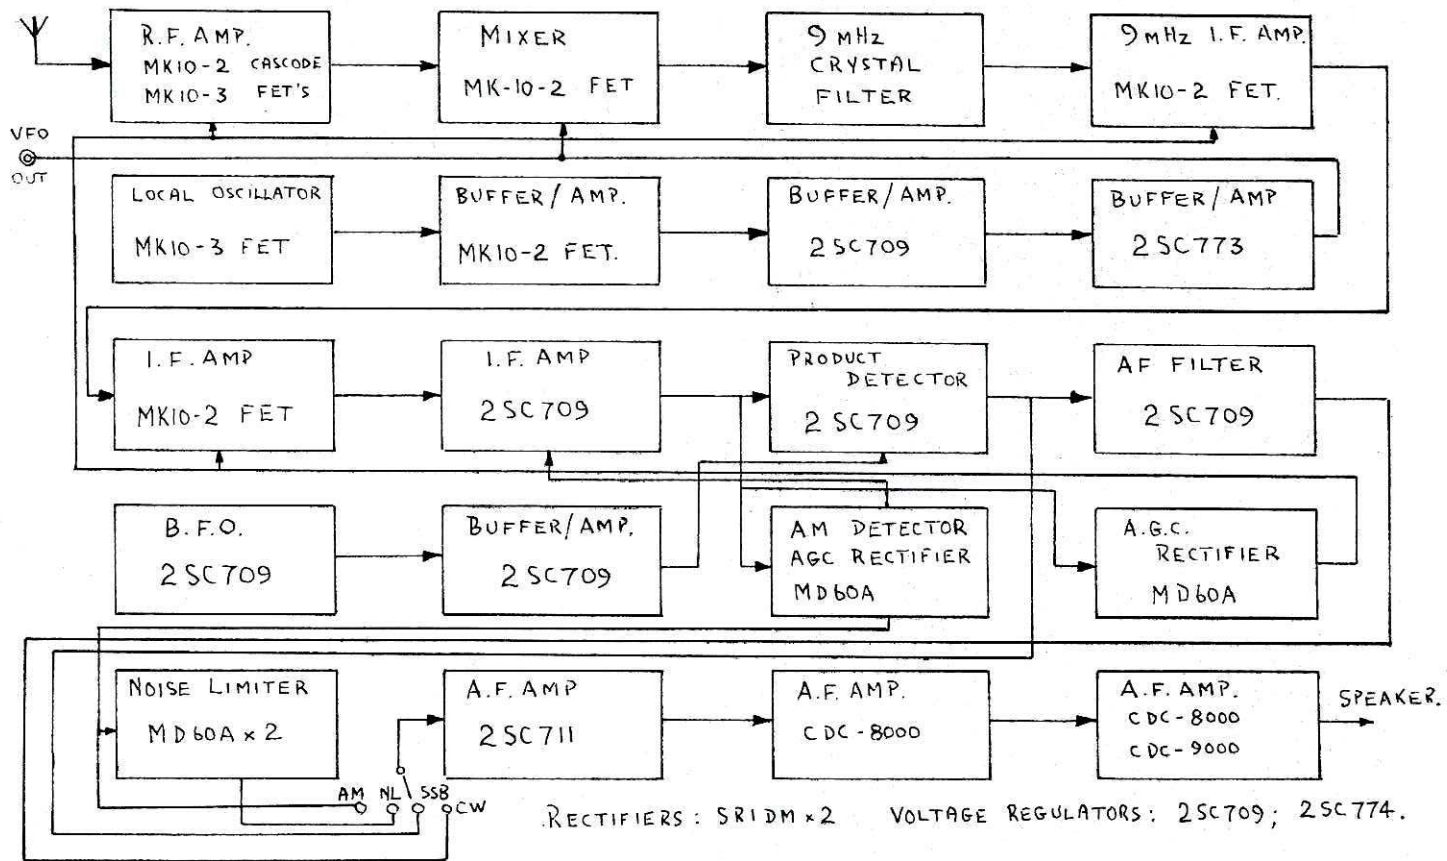 R.F. AMP.
MK10-2 CASCODE
MK10-3 FET'S
MIXER
MK-10-2 FET
9 MHZ
CRYSTAL
FILTER
9 MHZ I.F. AMP.
MK10-2 FET.
VFO
OUT
LOCAL OSCILLATOR
MK10-3 FET
BUFFER/AMP.
MK10-2 FET.
BUFFER/AMP.
2SC709
BUFFER/AMP
2SC773
I.F. AMP
MK10-2 FET
I.F. AMP
2SC709
PRODUCT
DETECTOR
2SC709
AF FILTER
2SC709
B.F.O.
2SC709
BUFFER/AMP.
2SC709
AM DETECTOR
AGC RECTIFIER
MD60A
A.G.C.
RECTIFIER
MD60A
NOISE LIMITER
MD60A x 2
A.F. AMP
2SC711
A.F. AMP.
CDC-8000
A.F. AMP.
CDC-8000
CDC-9000
SPEAKER.
AM NL SSB CW
RECTIFIERS: SR1DM x 2 VOLTAGE REGULATORS: 2SC709; 2SC774.